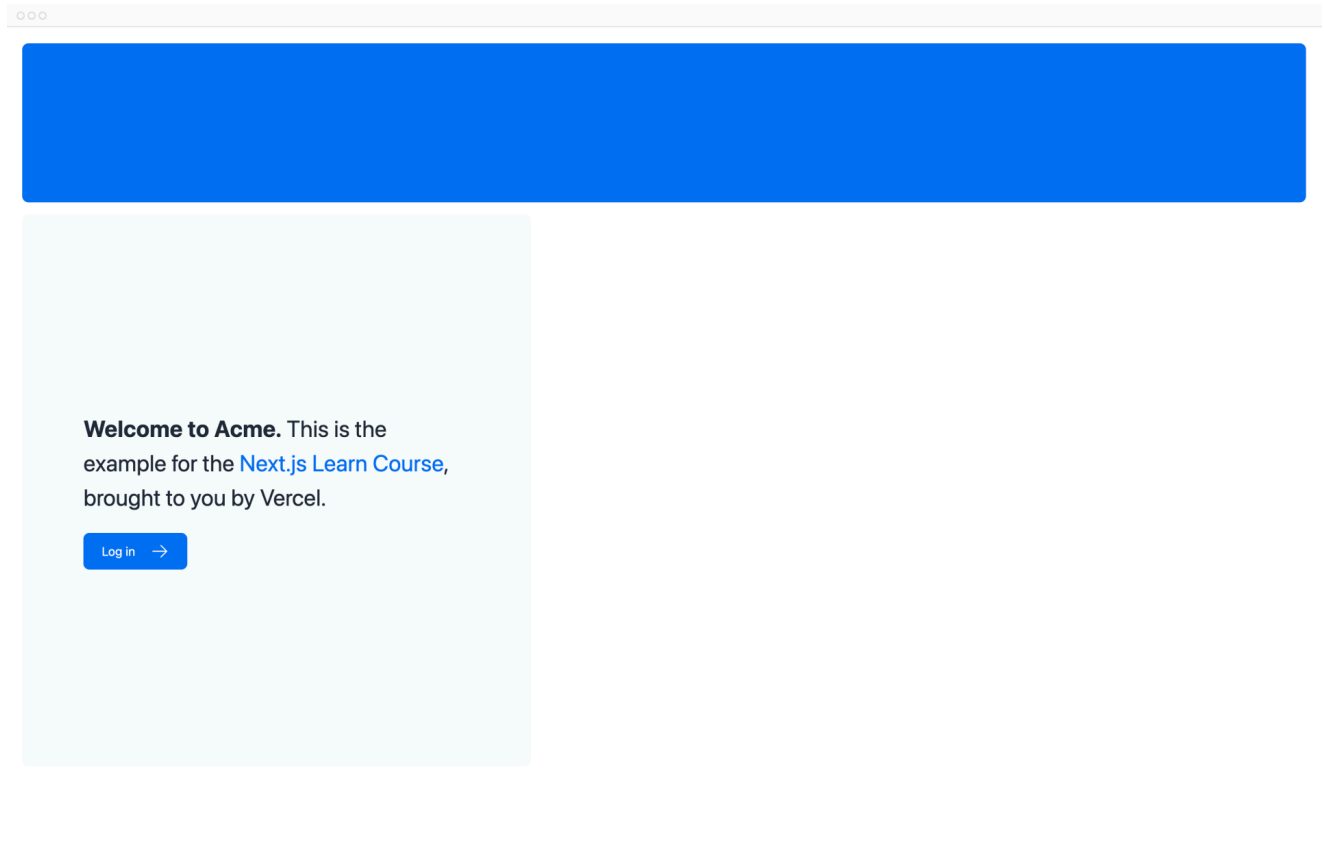 Welcome to Acme. This is the
example for the Next.js Learn Course,
brought to you by Vercel.
Log in